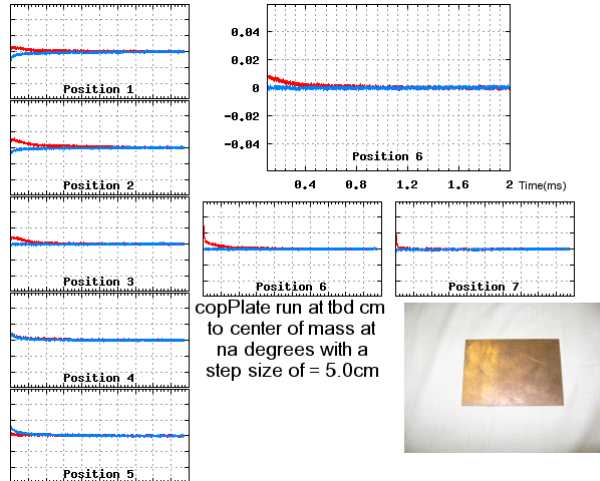 Position 1
Position 2
Position 3
Position 4
Position 5
0.04
0.02
0
-0.02
-0.04
Position 6
0.4 0.8 1.2 1.6 2 Time(ms)
Position 6
Position 7
copPlate run at tbd cm
to center of mass at
na degrees with a
step size of = 5.0cm